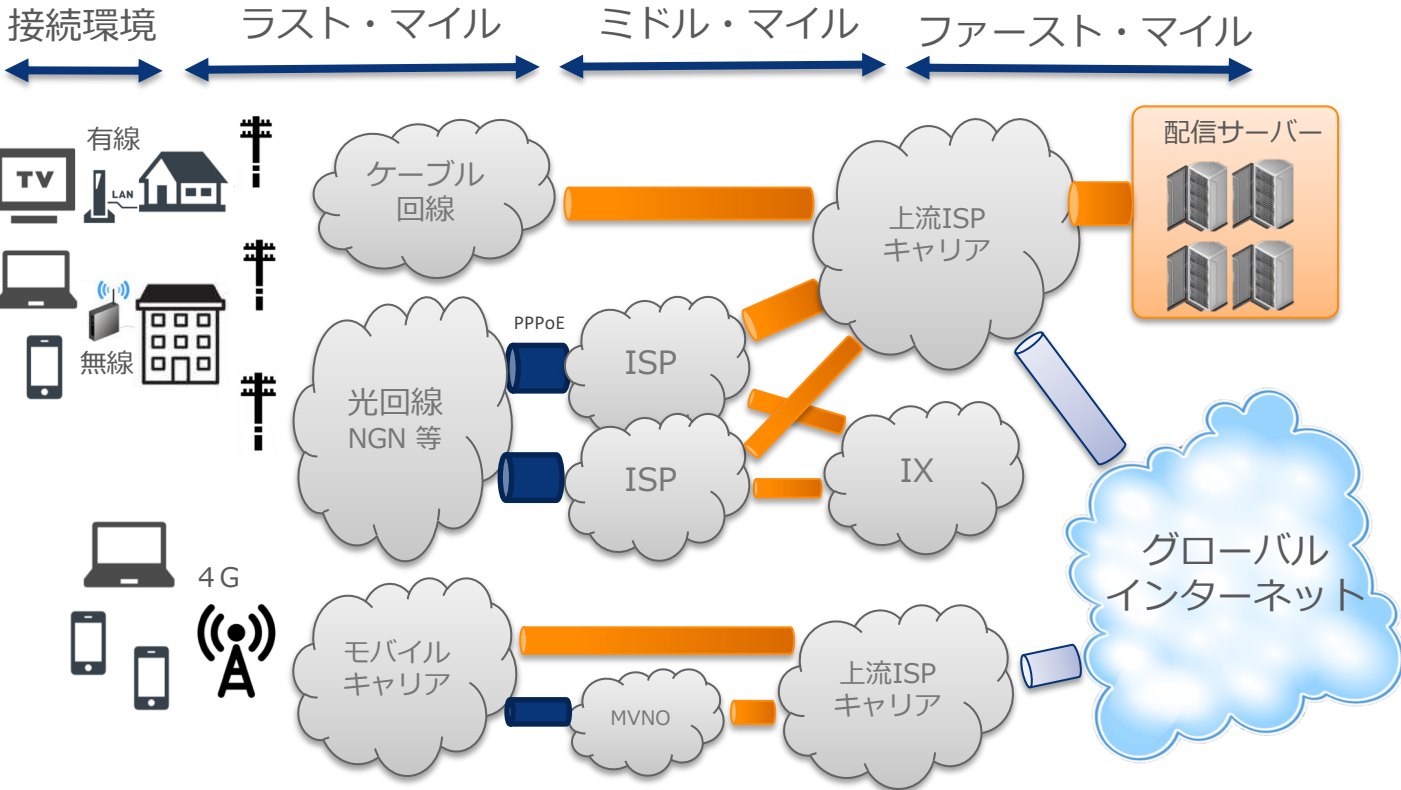 接続環境
ラスト・マイル
ミドル・マイル
ファースト・マイル
有線
TV
LAN
無線
ケーブル
回線
上流ISP
キャリア
配信サーバー
PPPoE
ISP
光回線
NGN 等
ISP
IX
グローバル
インターネット
４G
モバイル
キャリア
MVNO
上流ISP
キャリア